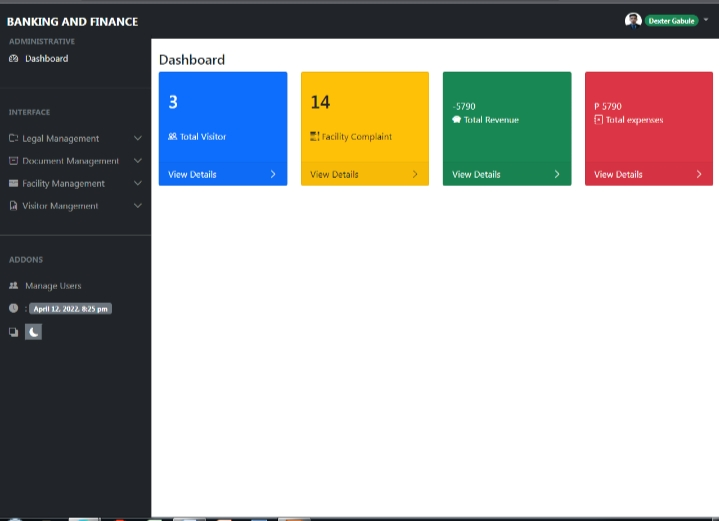 BANKING AND FINANCE
Dexter Gabule
ADMINISTRATIVE
Dashboard
INTERFACE
Legal Management
Document Management
Facility Management
Visitor Mangement
ADDONS
Manage Users
: April 12, 2022, 8:25 pm
Dashboard
3
Total Visitor
View Details
14
Facility Complaint
View Details
-5790
Total Revenue
View Details
P 5790
Total expenses
View Details